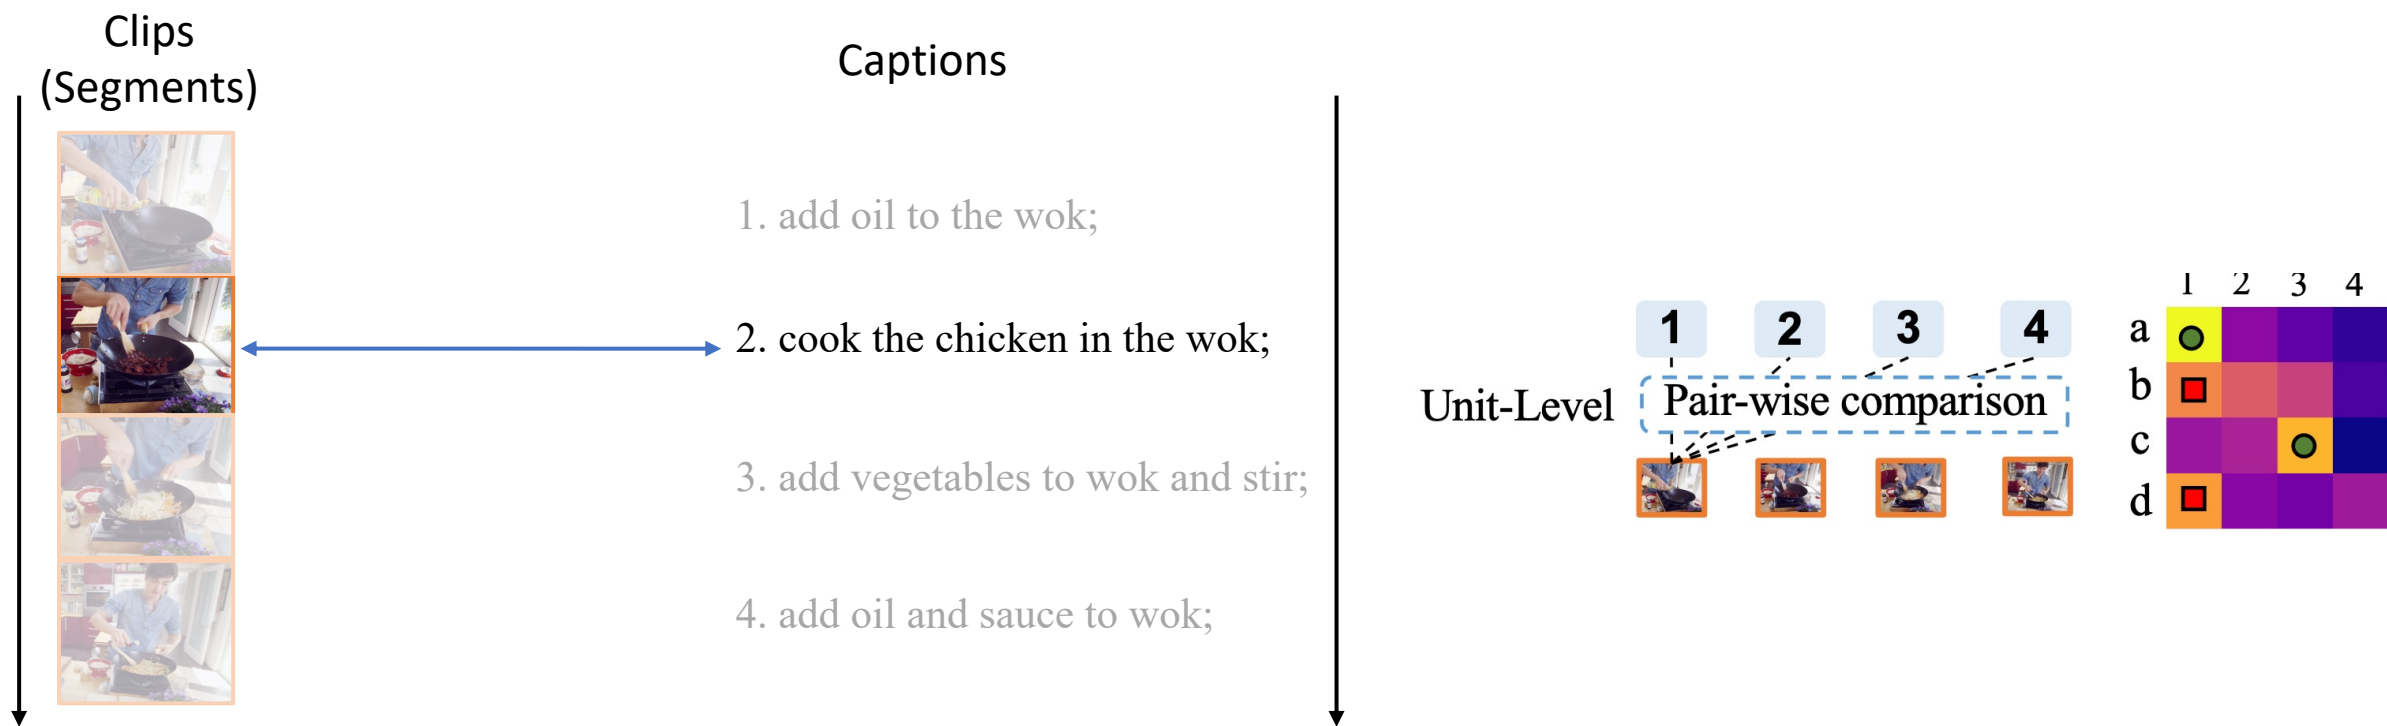 Clips
(Segments)
Captions
1. add oil to the wok;
2. cook the chicken in the wok;
3. add vegetables to wok and stir;
4. add oil and sauce to wok;
1 2 3 4
Unit-Level
Pair-wise comparison
1 2 3 4
a
b
c
d